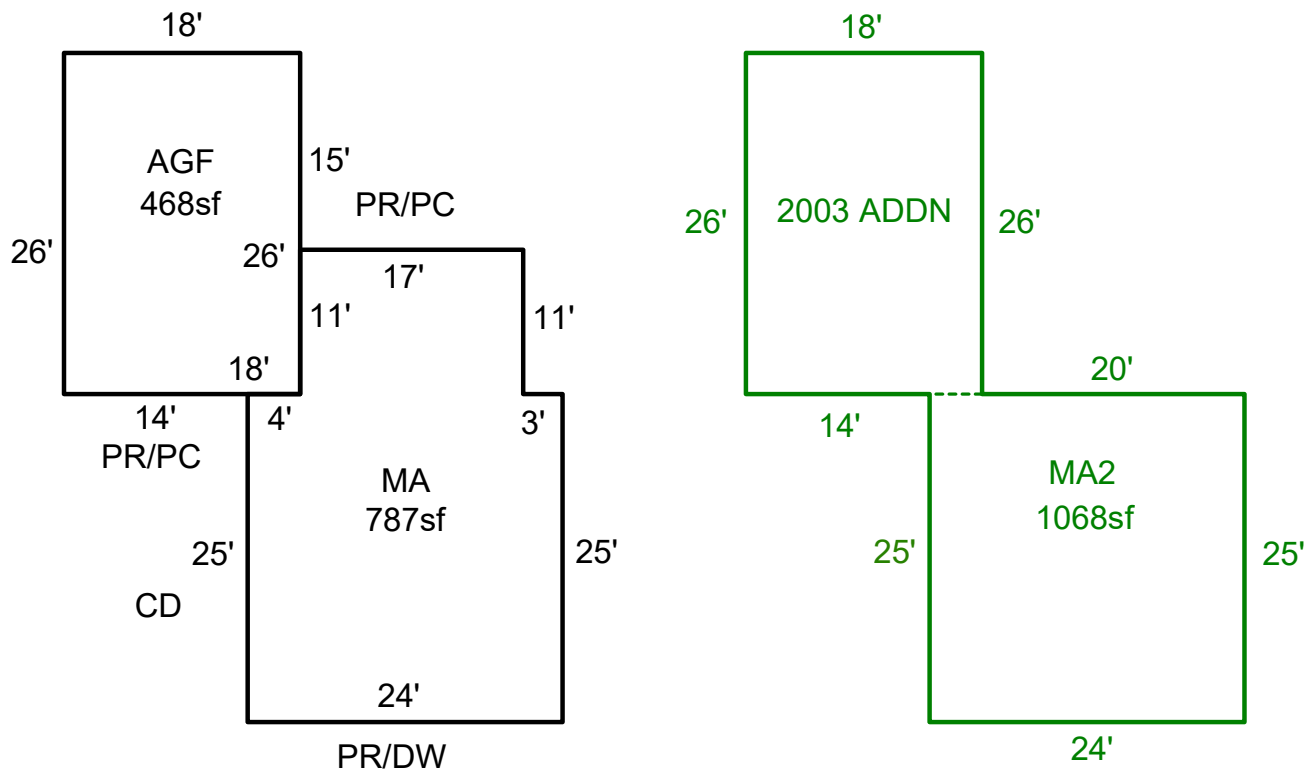 18'
AGF
468sf
15'
PR/PC
26'
26'
17'
11'
11'
18'
14'
4'
3'
PR/PC
MA
787sf
25'
25'
CD
24'
PR/DW
18'
26'
2003 ADDN
26'
20'
14'
MA2
1068sf
25'
25'
24'